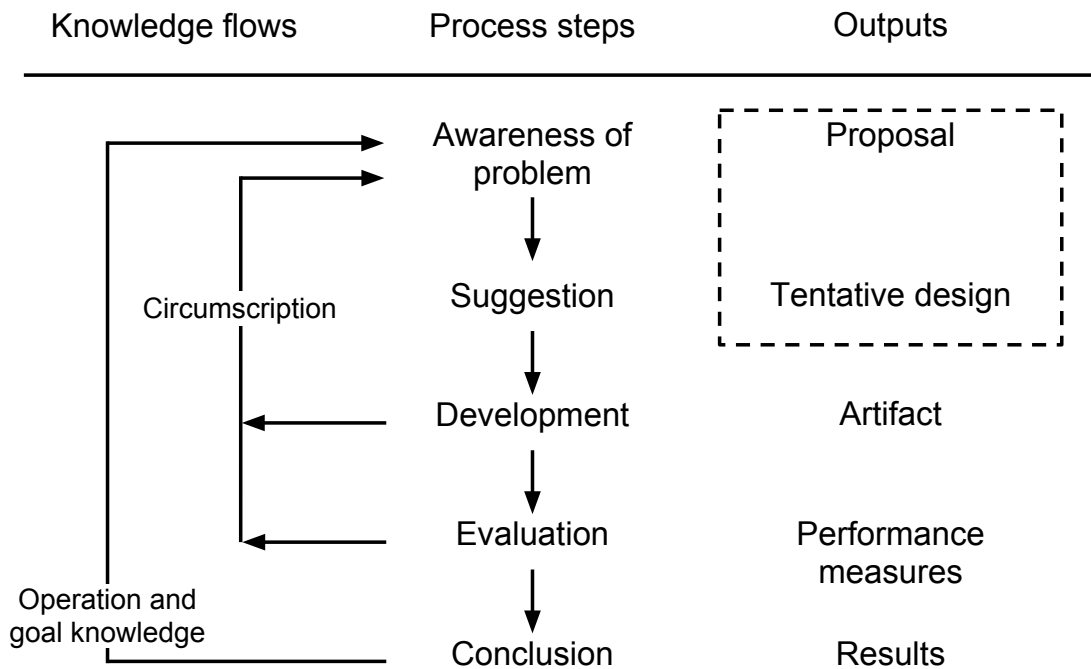 Knowledge flows
Process steps
Outputs
Awareness of
problem
Proposal
Circumscription
Suggestion
Tentative design
Development
Artifact
Evaluation
Performance
measures
Operation and
goal knowledge
Conclusion
Results